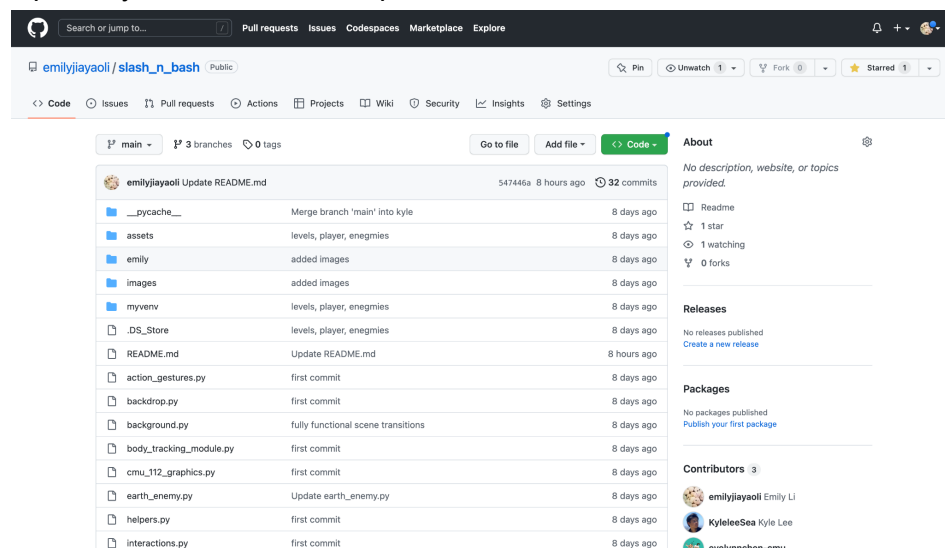 Search or jump to... / Pull requests Issues Codespaces Marketplace Explore
emilyjiayaoli / slash_n_bash Public Pin Unwatch 1 Fork 0 Starred 1
<> Code Issues Pull requests Actions Projects Wiki Security Insights Settings
main 3 branches 0 tags Go to file Add file <> Code
emilyjiayaoli Update README.md 547446a 8 hours ago 32 commits
__pycache__ Merge branch 'main' into kyle 8 days ago
assets levels, player, enegmies 8 days ago
emily added images 8 days ago
images added images 8 days ago
myvenv levels, player, enegmies 8 days ago
.DS_Store levels, player, enegmies 8 days ago
README.md Update README.md 8 hours ago
action_gestures.py first commit 8 days ago
backdrop.py first commit 8 days ago
background.py fully functional scene transitions 8 days ago
body_tracking_module.py first commit 8 days ago
cmu_112_graphics.py first commit 8 days ago
earth_enemy.py Update earth_enemy.py 8 days ago
helpers.py first commit 8 days ago
interactions.py first commit 8 days ago
About
No description, website, or topics
provided.
Readme
1 star
1 watching
0 forks
Releases
No releases published
Create a new release
Packages
No packages published
Publish your first package
Contributors 3
emilyjiayaoli Emily Li
KyleleeSea Kyle Lee